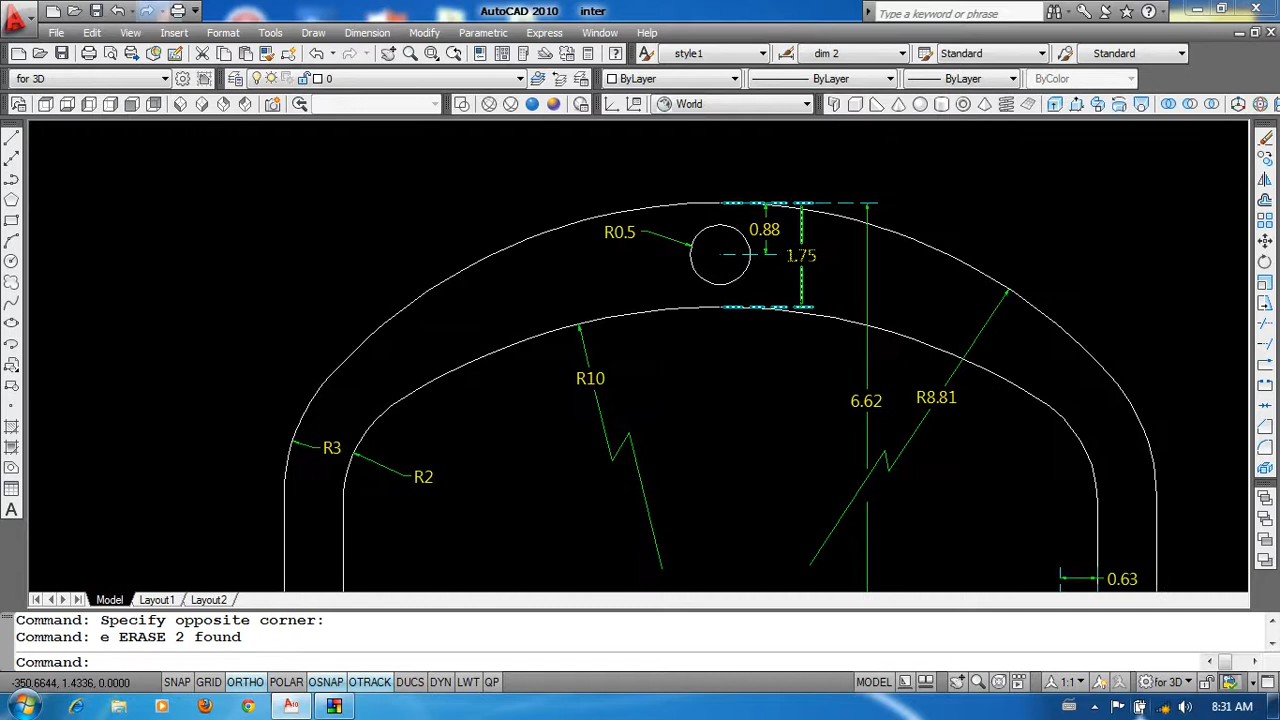 AutoCAD 2010 inter
Type a keyword or phrase
File Edit View Insert Format Tools Draw Dimension Modify Parametric Express Window Help
style1 dim 2 Standard Standard
for 3D 0 ByLayer ByLayer ByLayer ByColor
World
R0.5
0.88
1.75
R10
6.62
R8.81
R3
R2
0.63
Model Layout1 Layout2
Command: Specify opposite corner:
Command: e ERASE 2 found
Command:
-350.6644, 1.4336, 0.0000 SNAP GRID ORTHO POLAR OSNAP OTRACK DUCS DYN LWT QP MODEL 1:1 for 3D
8:31 AM